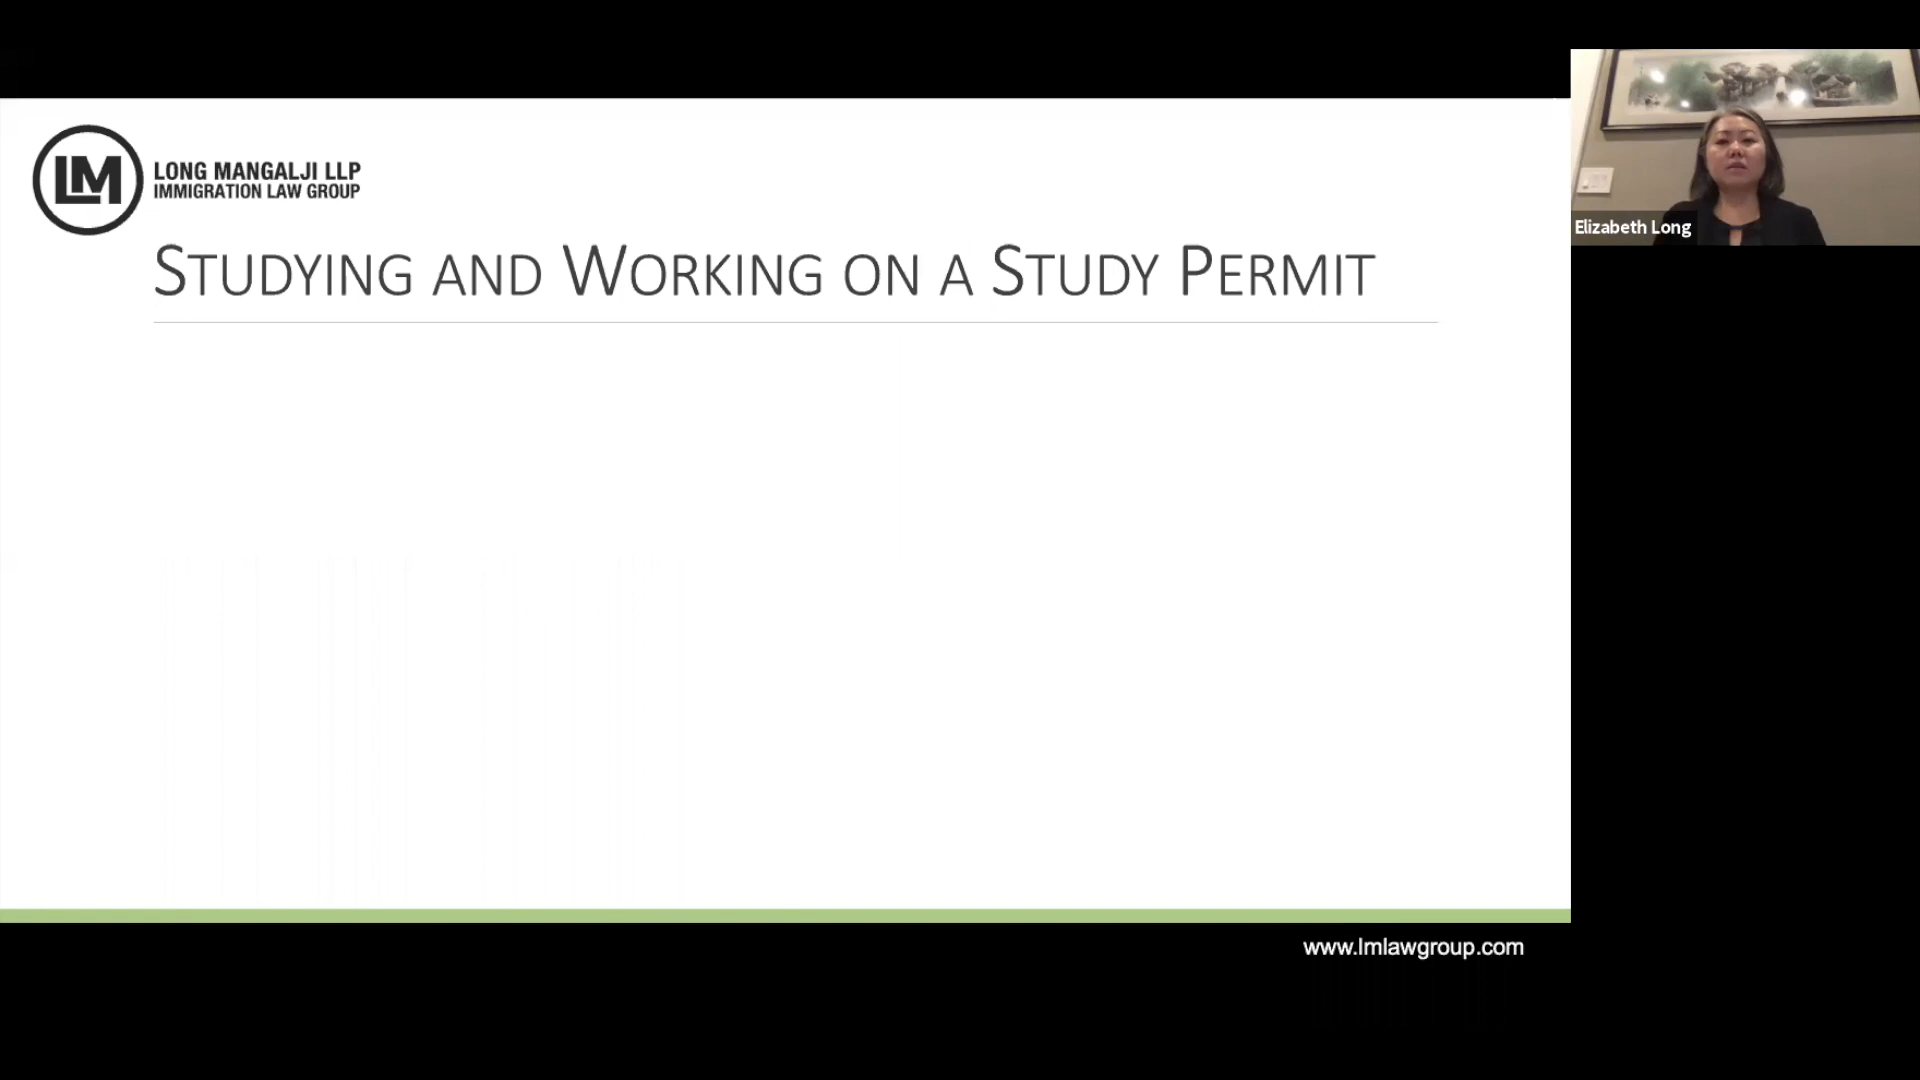 LM
LONG MANGALJI LLP
IMMIGRATION LAW GROUP
STUDYING AND WORKING ON A STUDY PERMIT
Elizabeth Long
www.lmlawgroup.com